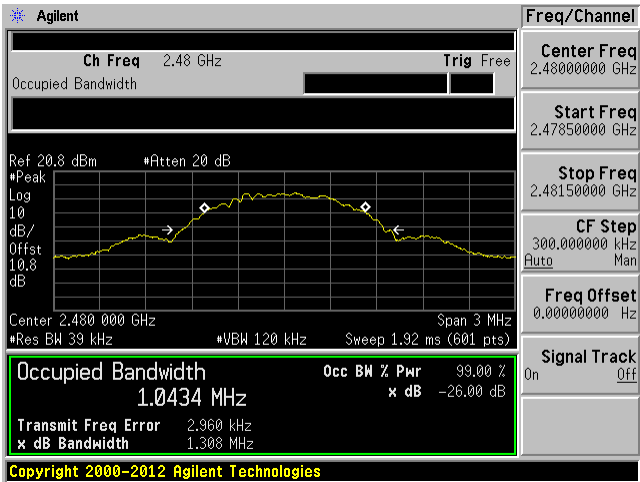 Agilent
Freq/Channel
Ch Freq 2.48 GHz Trig Free
Occupied Bandwidth
Center Freq
2.48000000 GHz
Start Freq
2.47850000 GHz
Stop Freq
2.48150000 GHz
CF Step
300.000000 kHz
Auto Man
Freq Offset
0.00000000 Hz
Signal Track
On Off
Ref 20.8 dBm #Atten 20 dB
#Peak
Log
10
dB/
Offst
10.8
dB
Center 2.480 000 GHz Span 3 MHz
#Res BW 39 kHz #VBW 120 kHz Sweep 1.92 ms (601 pts)
Occupied Bandwidth Occ BW % Pwr 99.00 %
1.0434 MHz x dB -26.00 dB
Transmit Freq Error 2.960 kHz
x dB Bandwidth 1.308 MHz
Copyright 2000-2012 Agilent Technologies